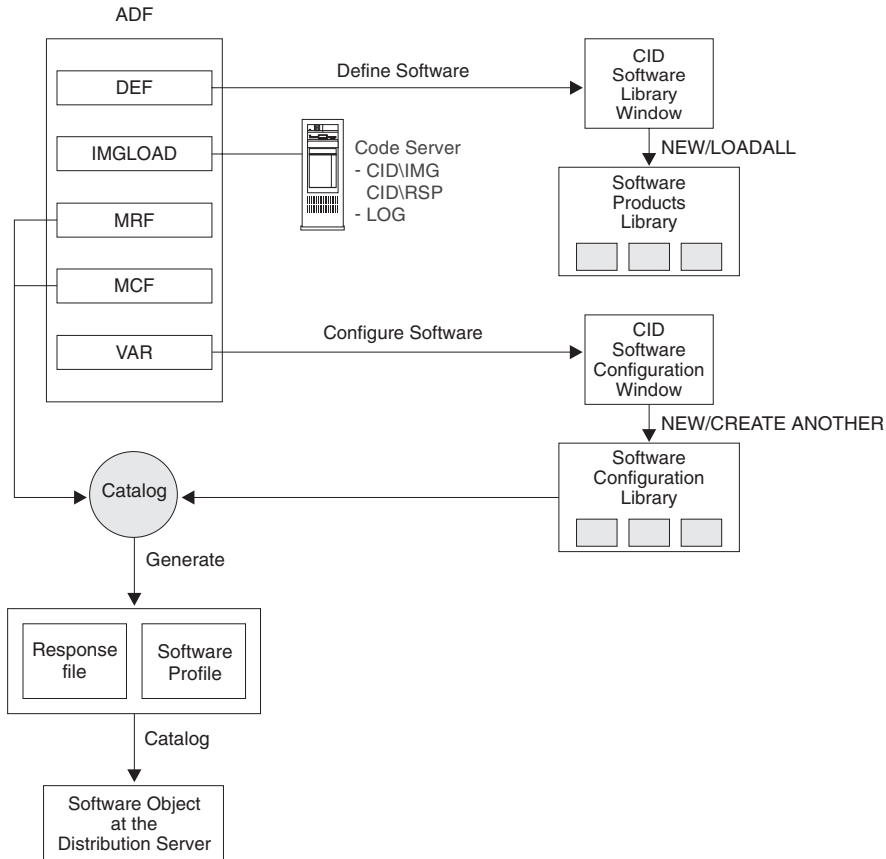 ADF
DEF
Define Software
CID
Software
Library
Window
IMGLOAD
Code Server
- CID\IMG
CID\RSP
- LOG
NEW/LOADALL
Software
Products
Library
MRF
MCF
VAR
Configure Software
CID
Software
Configuration
Window
NEW/CREATE ANOTHER
Software
Configuration
Library
Catalog
Generate
Response
file
Software
Profile
Catalog
Software Object
at the
Distribution Server